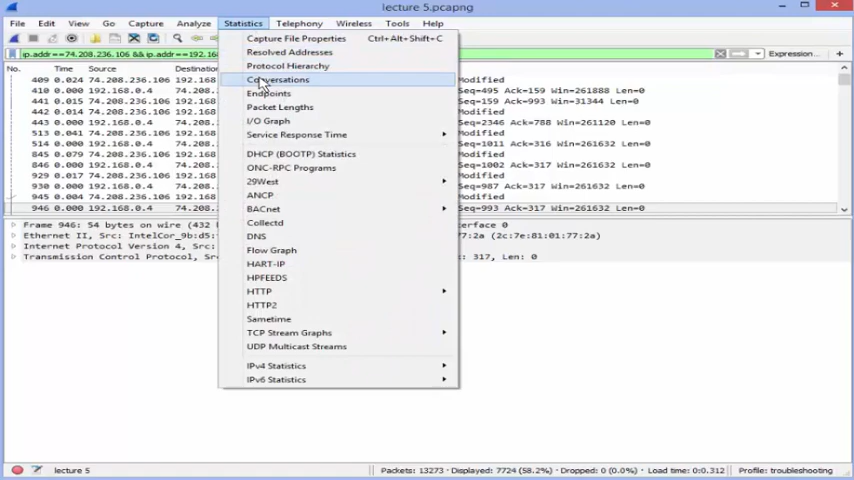 lecture 5.pcapng
File Edit View Go Capture Analyze Statistics Telephony Wireless Tools Help
ip.addr==74.208.236.106 && ip.addr==192.168 Expression... +
No. Time Source Destination
409 0.024 74.208.236.106 192.168 Modified
410 0.000 192.168.0.4 74.208. Seq=495 Ack=159 Win=261888 Len=0
441 0.015 74.208.236.106 192.168 Seq=788 Ack=993 Win=31344 Len=0
442 0.000 192.168.0.4 74.208. Seq=2346 Ack=788 Win=261120 Len=0
443 0.000 74.208.236.106 192.168 Modified
512 0.000 192.168.0.4 74.208. Seq=1011 Ack=316 Win=261632 Len=0
513 0.041 74.208.236.106 192.168 Modified
845 0.079 74.208.236.106 192.168 Modified
846 0.000 192.168.0.4 74.208. Seq=1002 Ack=317 Win=261632 Len=0
929 0.017 74.208.236.106 192.168 Modified
930 0.000 192.168.0.4 74.208. Seq=987 Ack=317 Win=261632 Len=0
945 0.004 74.208.236.106 192.168 Modified
946 0.000 192.168.0.4 74.208. Seq=993 Ack=317 Win=261632 Len=0
Capture File Properties Ctrl+Alt+Shift+C
Resolved Addresses
Protocol Hierarchy
Conversations
Endpoints
Packet Lengths
I/O Graph
Service Response Time
DHCP (BOOTP) Statistics
ONC-RPC Programs
29West
ANCP
BACnet
Collectd
DNS
Flow Graph
HART-IP
HPFEEDS
HTTP
HTTP2
Sametime
TCP Stream Graphs
UDP Multicast Streams
IPv4 Statistics
IPv6 Statistics
Frame 946: 54 bytes on wire (432 terface 0
Ethernet II, Src: IntelCor_9b:d5: 7:2a (2c:7e:81:01:77:2a)
Internet Protocol Version 4, Src:
Transmission Control Protocol, Src : 317, Len: 0
lecture 5 Packets: 13273 · Displayed: 7724 (58.2%) · Dropped: 0 (0.0%) · Load time: 0:0.312 Profile: troubleshooting